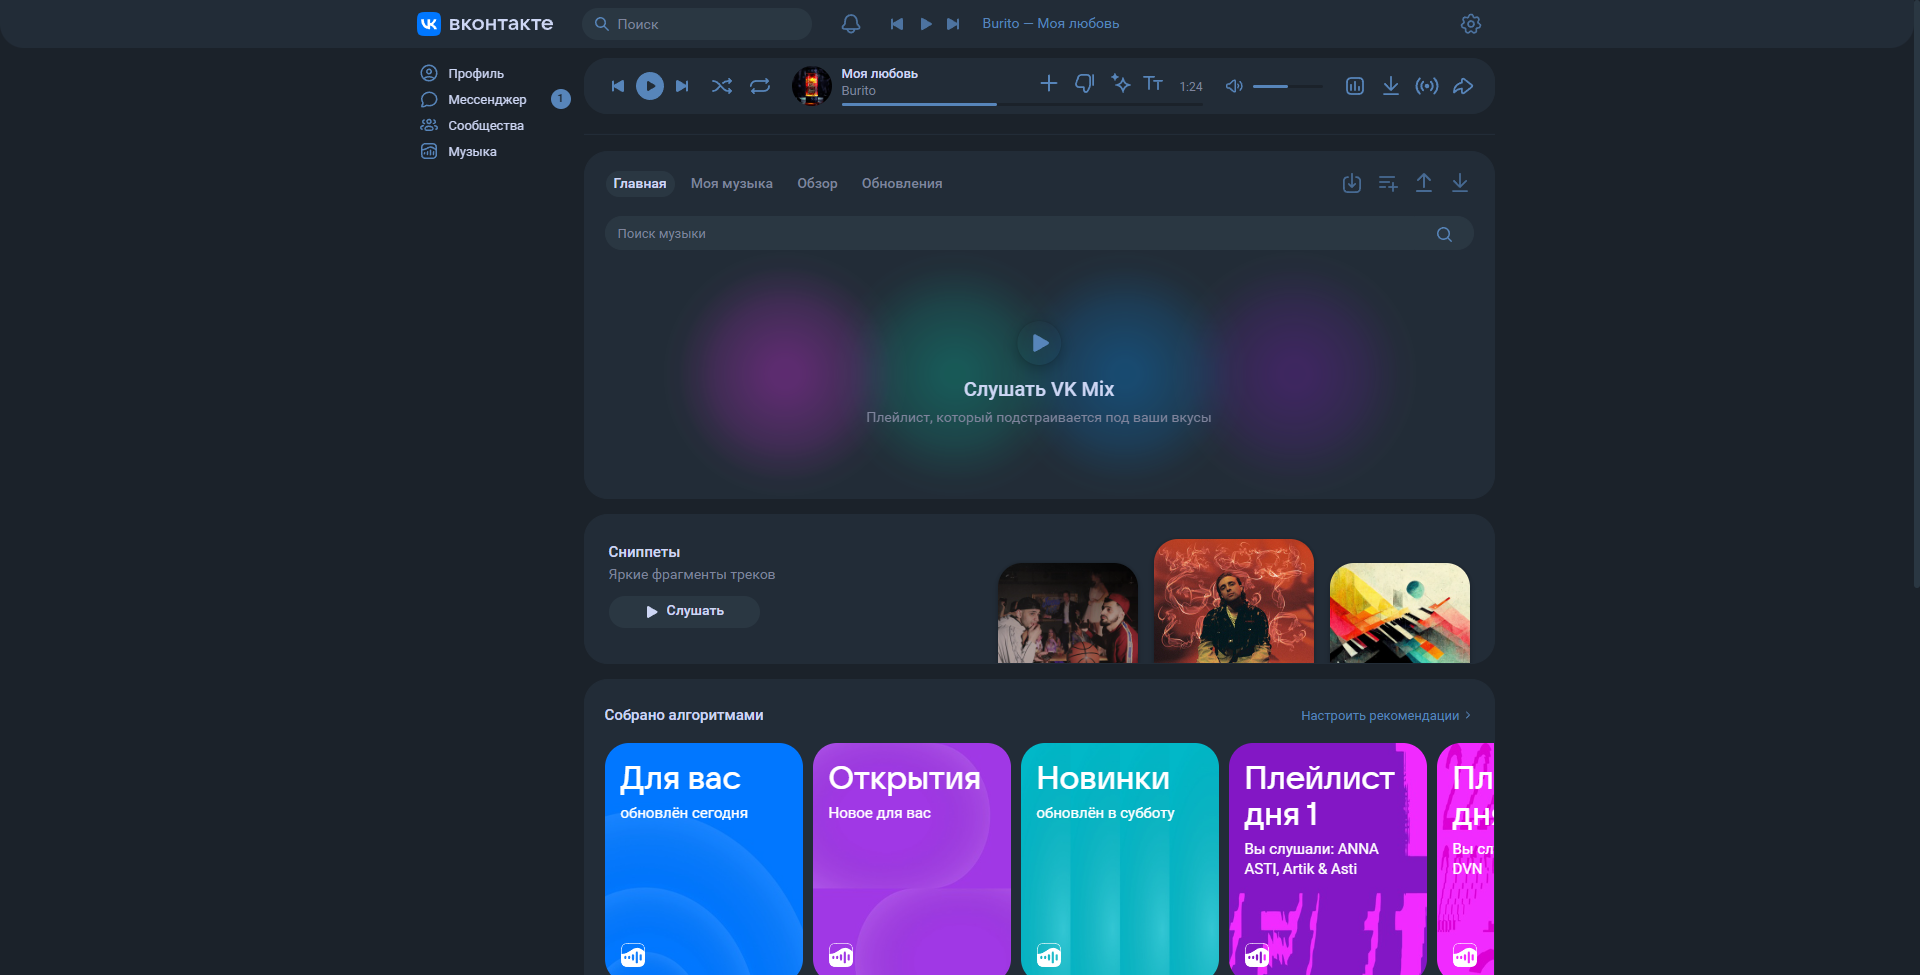 вконтакте
Поиск
Burito — Моя любовь
Профиль
Мессенджер
1
Сообщества
Музыка
Моя любовь
Burito
1:24
Главная
Моя музыка
Обзор
Обновления
Поиск музыки
Слушать VK Mix
Плейлист, который подстраивается под ваши вкусы
Сниппеты
Яркие фрагменты треков
Слушать
Собрано алгоритмами
Настроить рекомендации
Для вас
обновлён сегодня
Открытия
Новое для вас
Новинки
обновлён в субботу
Плейлист
дня 1
Вы слушали: ANNA
ASTI, Artik & Asti
Пл
дня
Вы сл
DVN